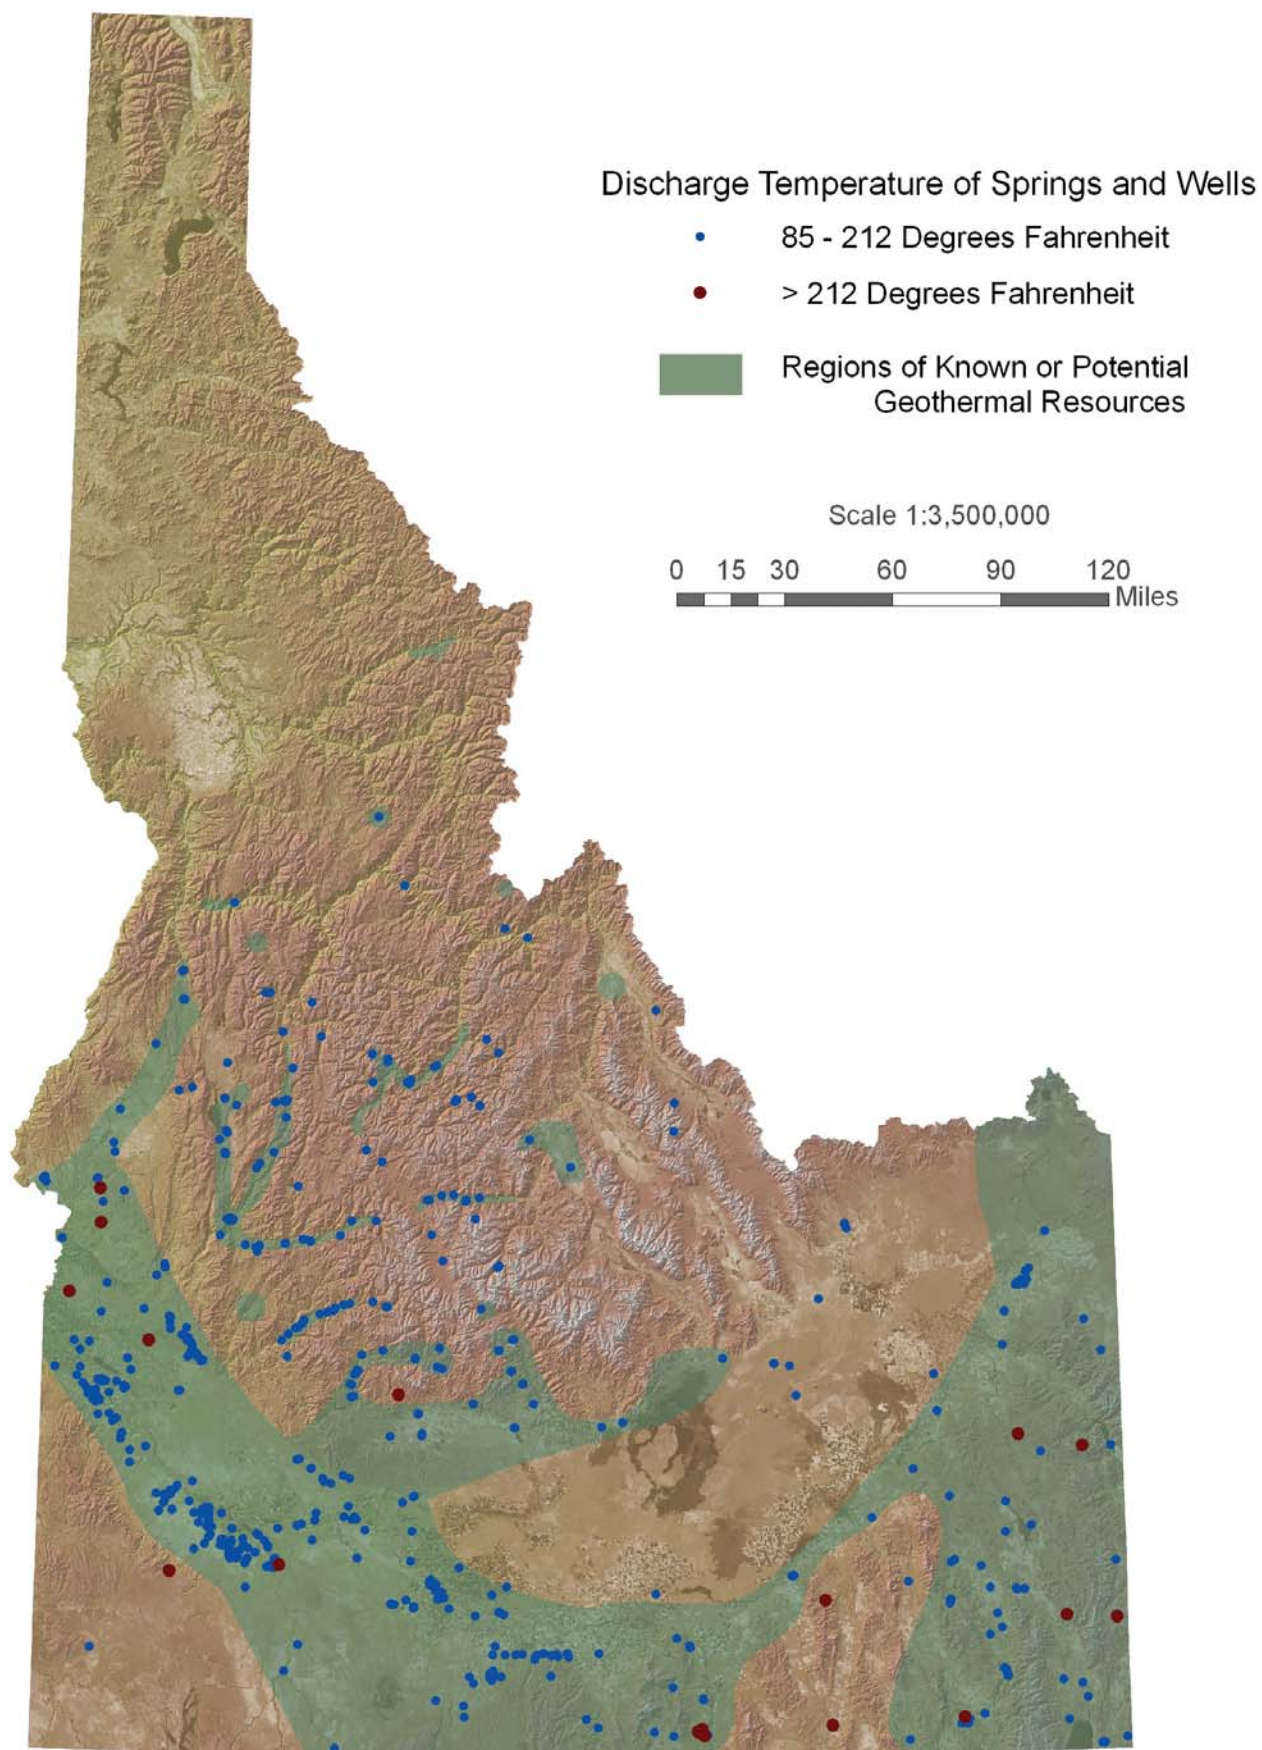 Discharge Temperature of Springs and Wells
85 - 212 Degrees Fahrenheit
> 212 Degrees Fahrenheit
Regions of Known or Potential
Geothermal Resources
Scale 1:3,500,000
0 15 30 60 90 120
Miles